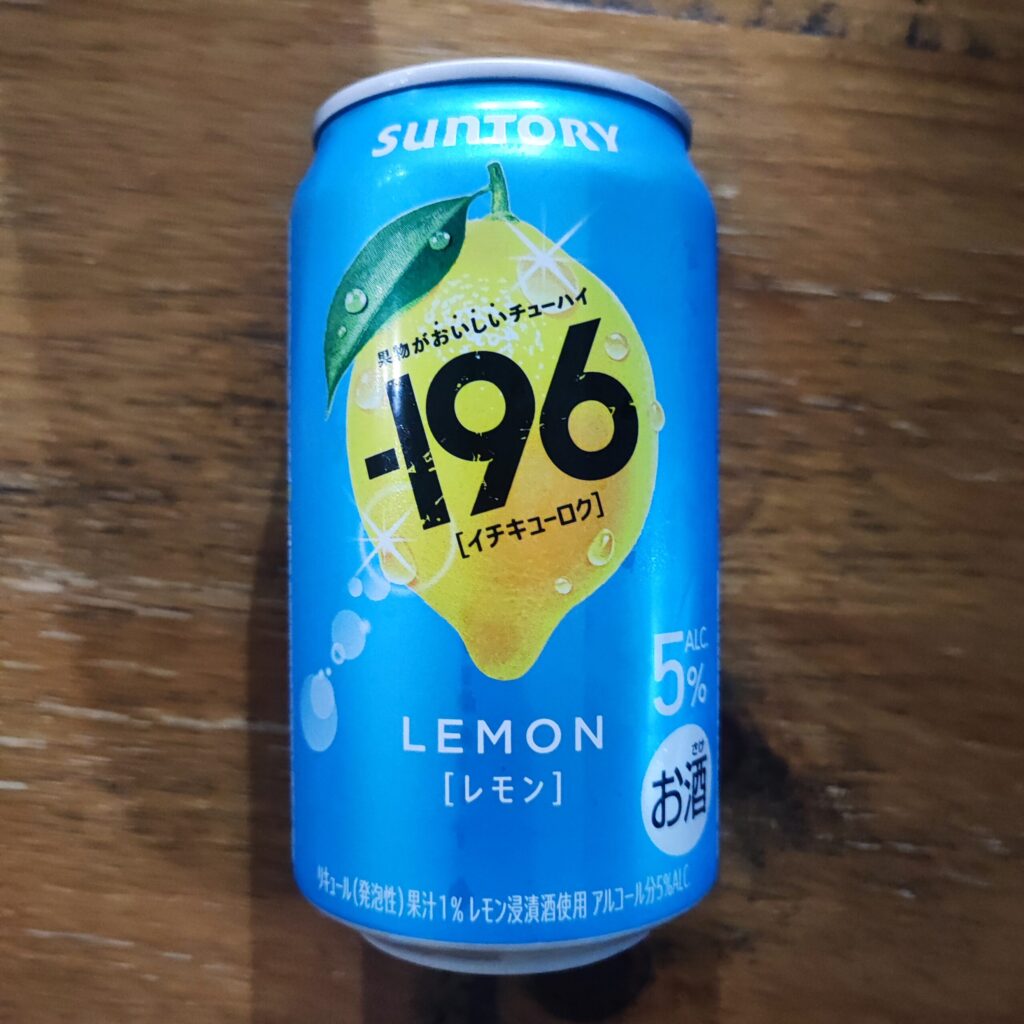 SUNTORY
果物がおいしいチューハイ
-196
[イチキューロク]
ALC.
5%
LEMON
[レモン]
さけ
お酒
リキュール(発泡性) 果汁1% レモン浸漬酒使用 アルコール分5%ALC